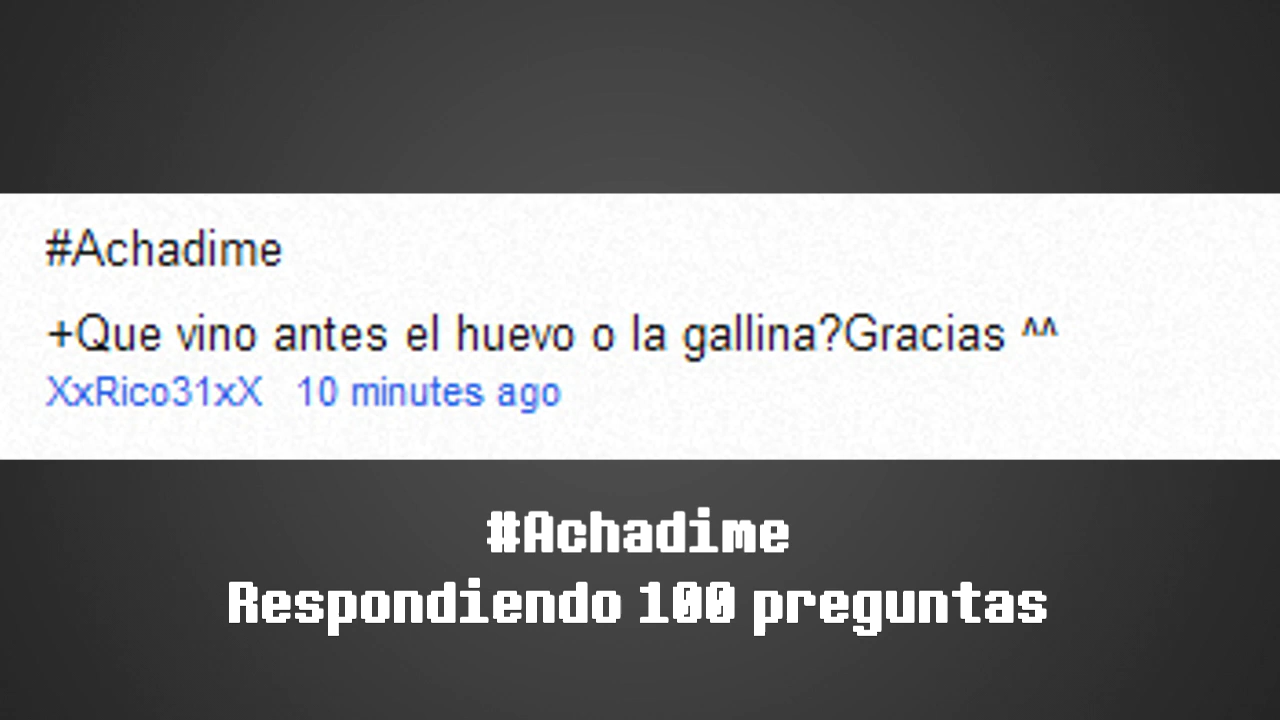 #Achadime
+Que vino antes el huevo o la gallina?Gracias ^^
XxRico31xX 10 minutes ago
#Achadime
Respondiendo 100 preguntas